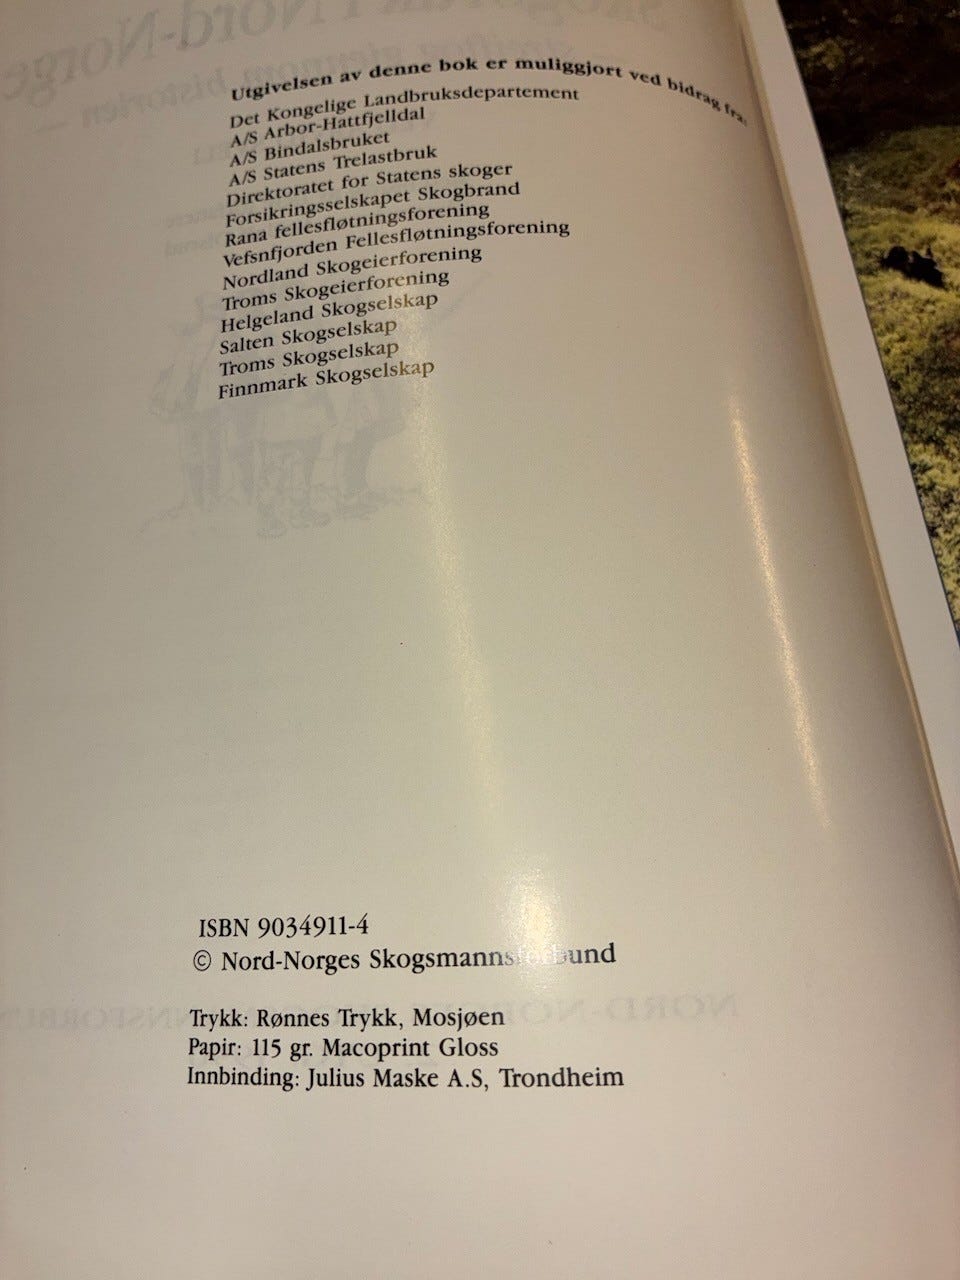 Utgivelsen av denne bok er muliggjort ved bidrag fra:
Det Kongelige Landbruksdepartement
A/S Arbor-Hattfjelldal
A/S Bindalsbruket
A/S Statens Trelastbruk
Direktoratet for Statens skoger
Forsikringsselskapet Skogbrand
Rana fellesfløtningsforening
Vefsnfjorden Fellesfløtningsforening
Nordland Skogeierforening
Troms Skogeierforening
Helgeland Skogselskap
Salten Skogselskap
Troms Skogselskap
Finnmark Skogselskap
ISBN 9034911-4
© Nord-Norges Skogsmannsforbund
Trykk: Rønnes Trykk, Mosjøen
Papir: 115 gr. Macoprint Gloss
Innbinding: Julius Maske A.S, Trondheim